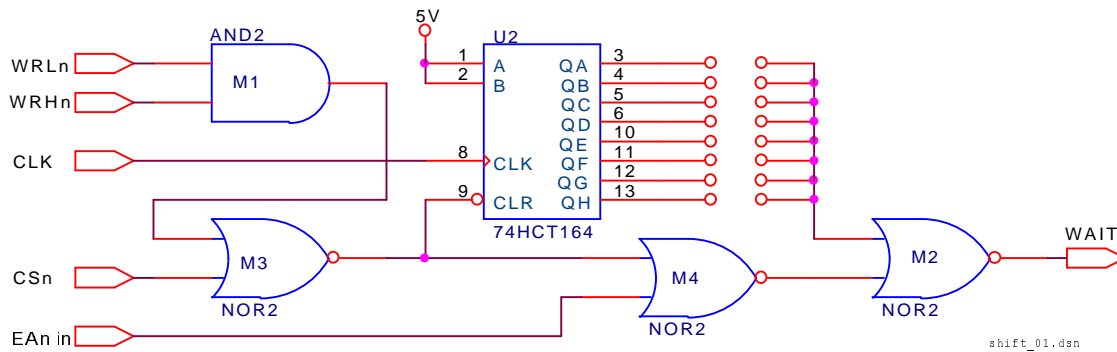 5V
AND2
U2
WRLn
M1
1
A
QA
3
2
B
QB
4
WRHn
QC
5
QD
6
QE
10
CLK
8
CLK
QF
11
QG
12
9
CLR
QH
13
74HCT164
WAIT
M3
M4
M2
CSn
NOR2
NOR2
NOR2
EAn in
shift_01.dsn